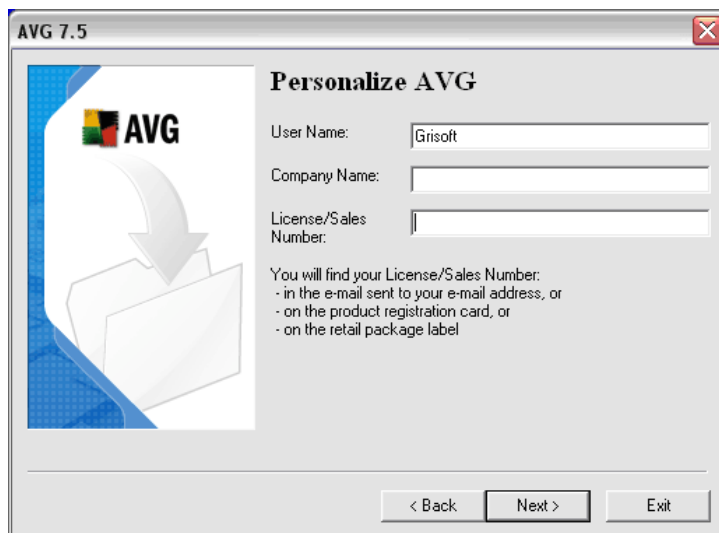 AVG 7.5
AVG
Personalize AVG
User Name:
Grisoft
Company Name:
License/Sales
Number:
You will find your License/Sales Number:
- in the e-mail sent to your e-mail address, or
- on the product registration card, or
- on the retail package label
< Back
Next >
Exit